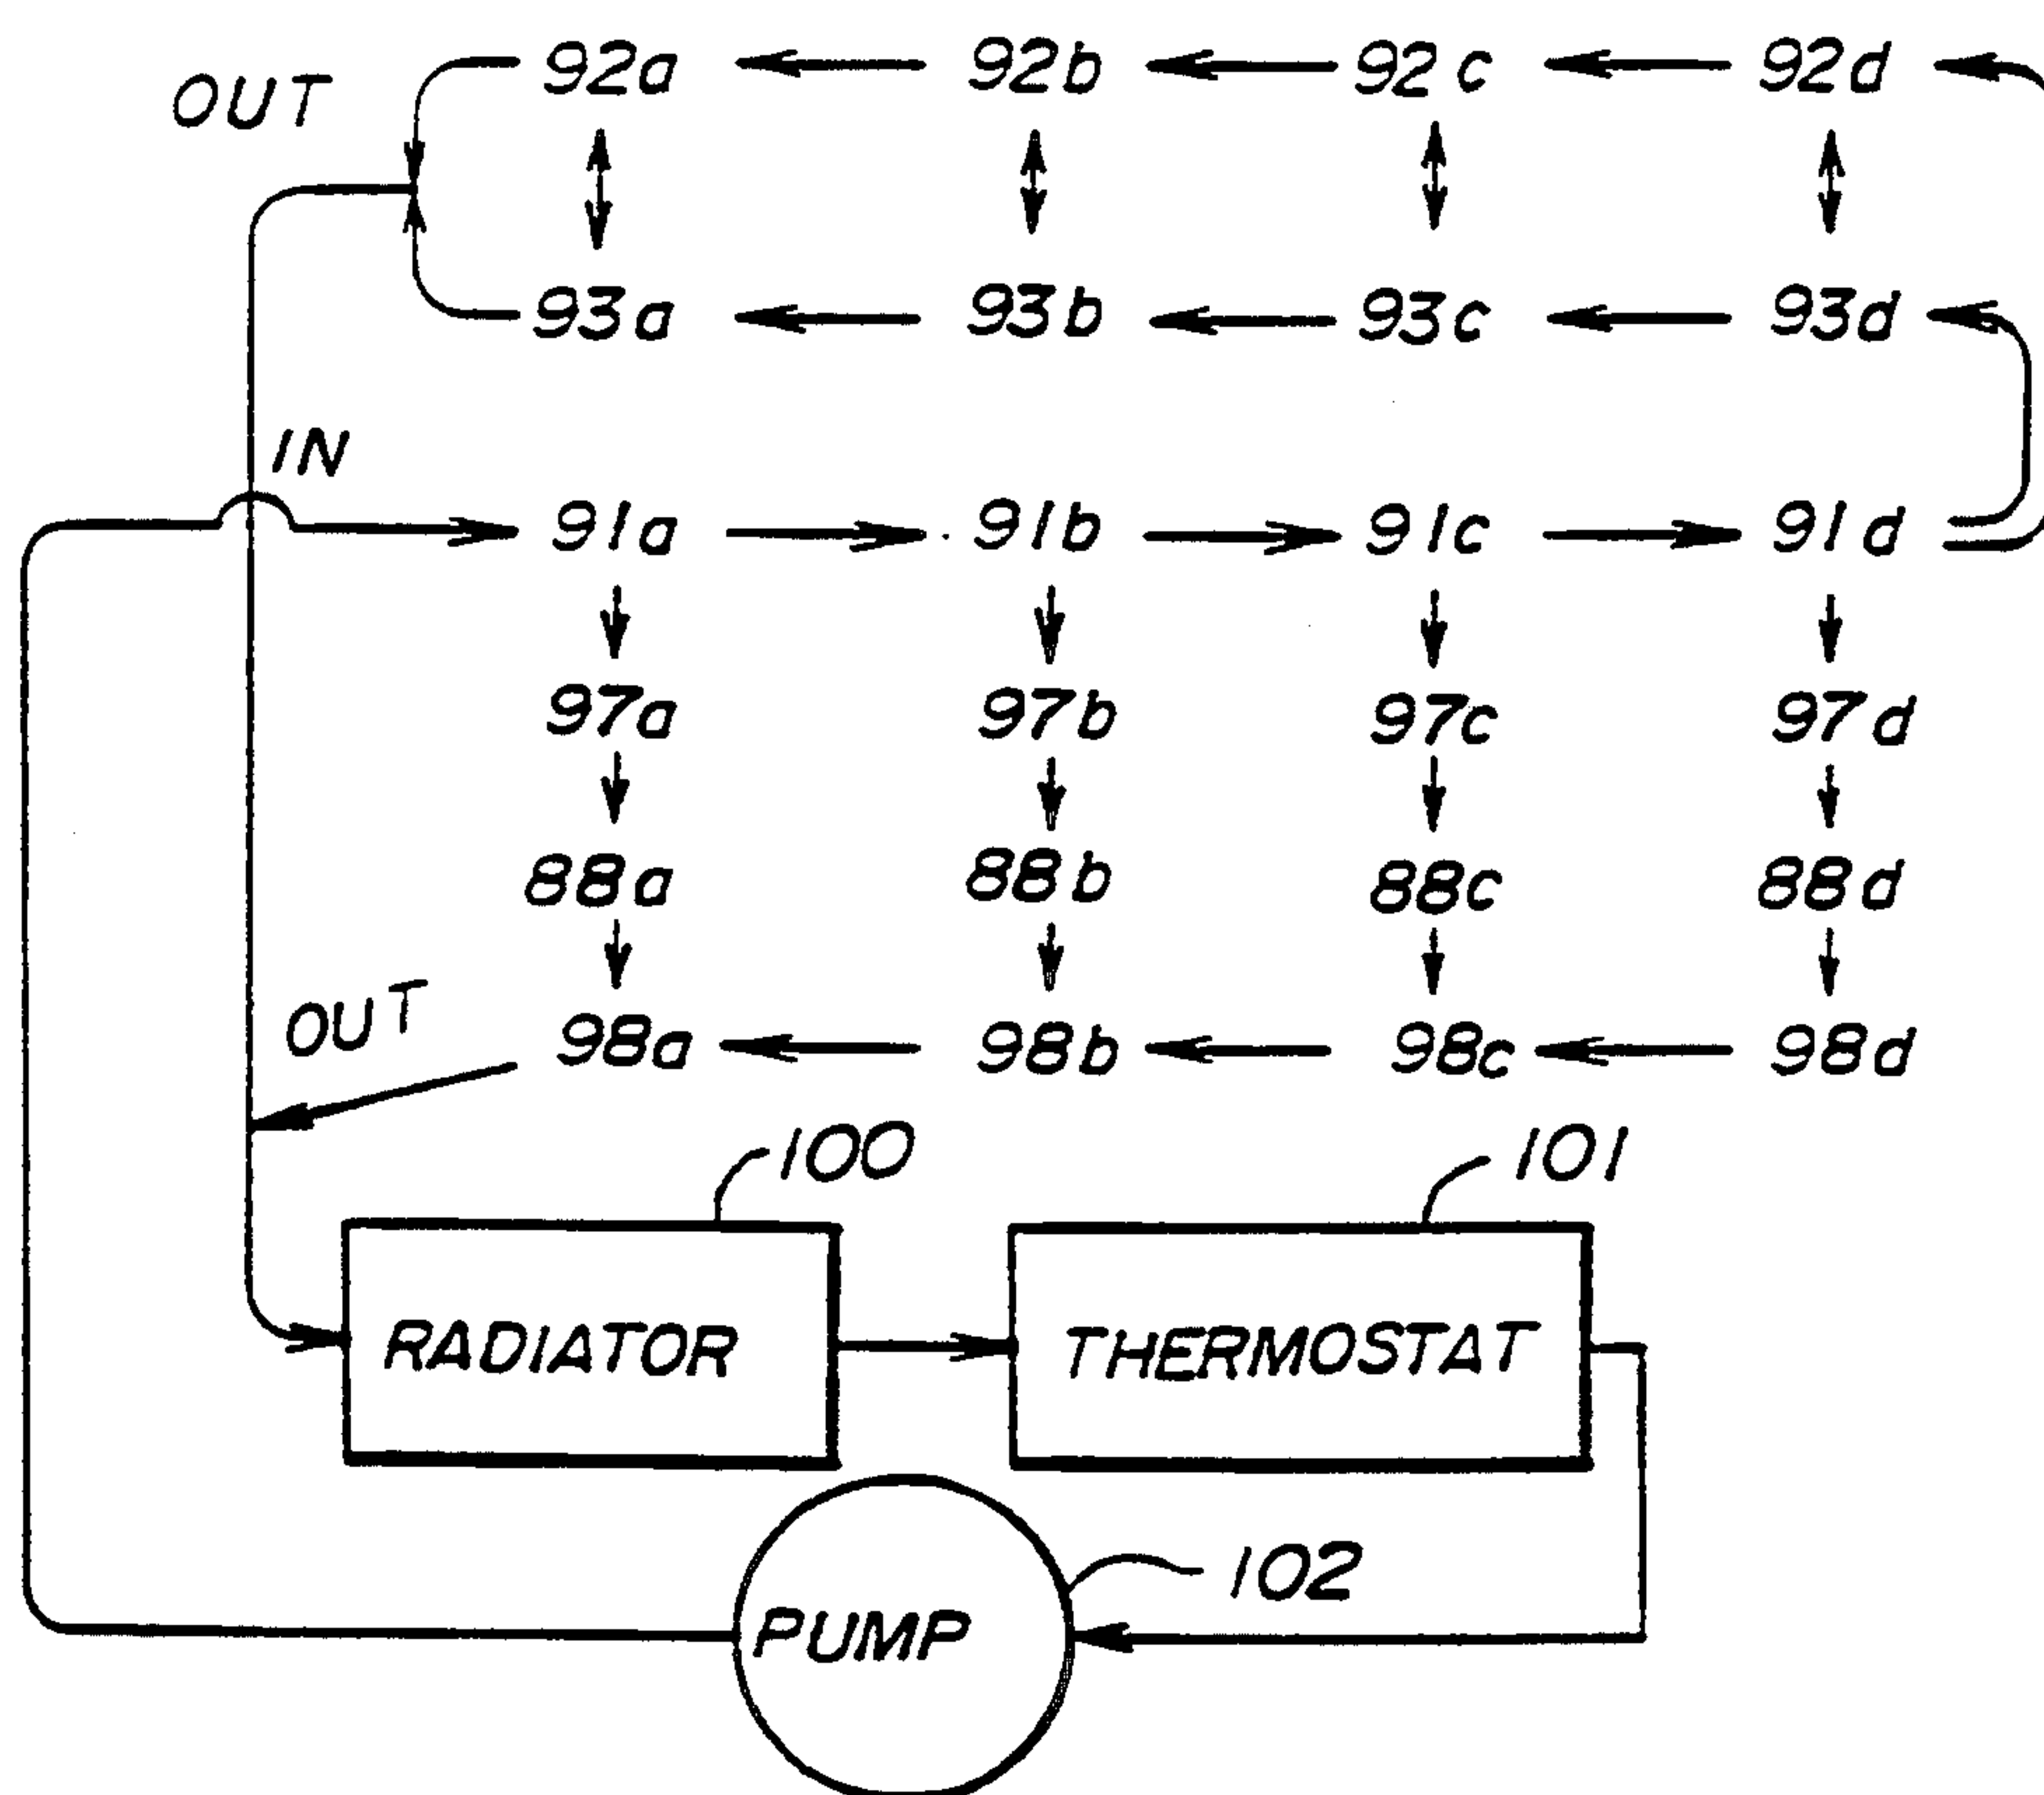 OUT
92a 92b 92c 92d
93a 93b 93c 93d
IN
91a 91b 91c 91d
97a 97b 97c 97d
88a 88b 88c 88d
OUT
98a 98b 98c 98d
100
101
RADIATOR
THERMOSTAT
102
PUMP